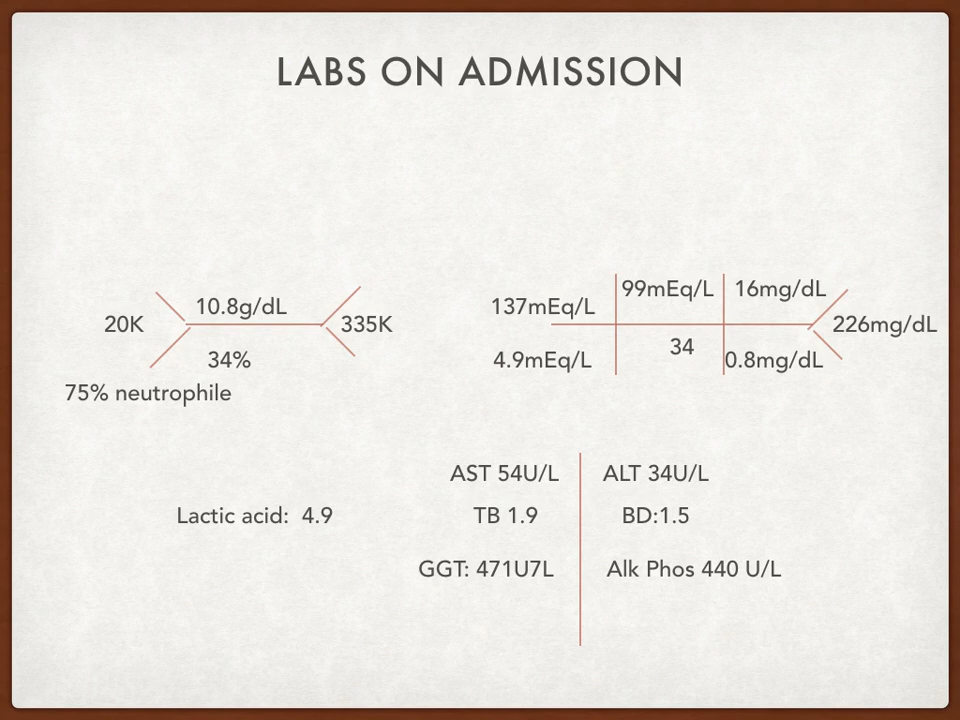 LABS ON ADMISSION
10.8g/dL
20K
335K
34%
75% neutrophile
99mEq/L
16mg/dL
137mEq/L
226mg/dL
34
4.9mEq/L
0.8mg/dL
AST 54U/L
ALT 34U/L
Lactic acid: 4.9
TB 1.9
BD:1.5
GGT: 471U7L
Alk Phos 440 U/L